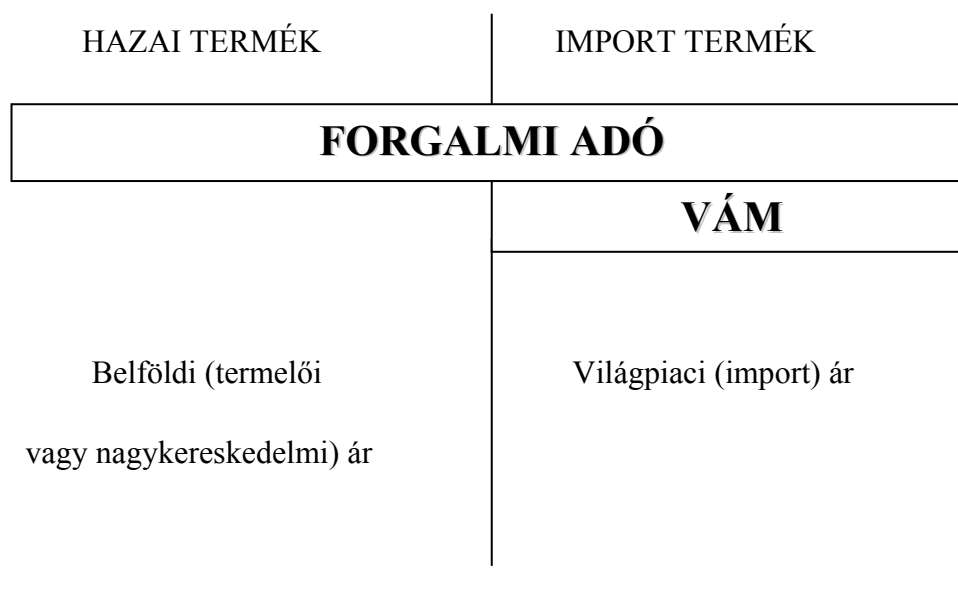 HAZAI TERMÉK
IMPORT TERMÉK
FORGALMI ADÓ
VÁM
Belföldi (termelői
vagy nagykereskedelmi) ár
Világpiaci (import) ár